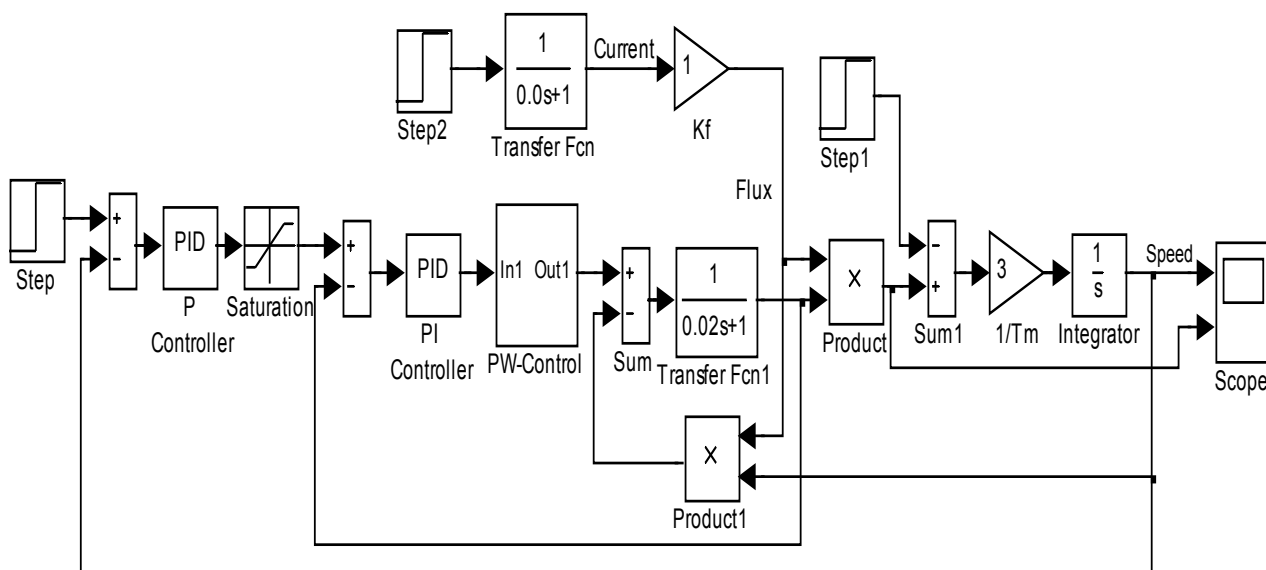 1
0.0s+1
Current
1
Step2
Transfer Fcn
Kf
Step1
Flux
+
−
PID
+
−
PID
In1 Out1
+
−
1
0.02s+1
X
−
+
3
1
s
Speed
Step
P
Controller
Saturation
PI
Controller
PW-Control
Sum
Transfer Fcn1
Product
Sum1
1/Tm
Integrator
Scope
X
Product1